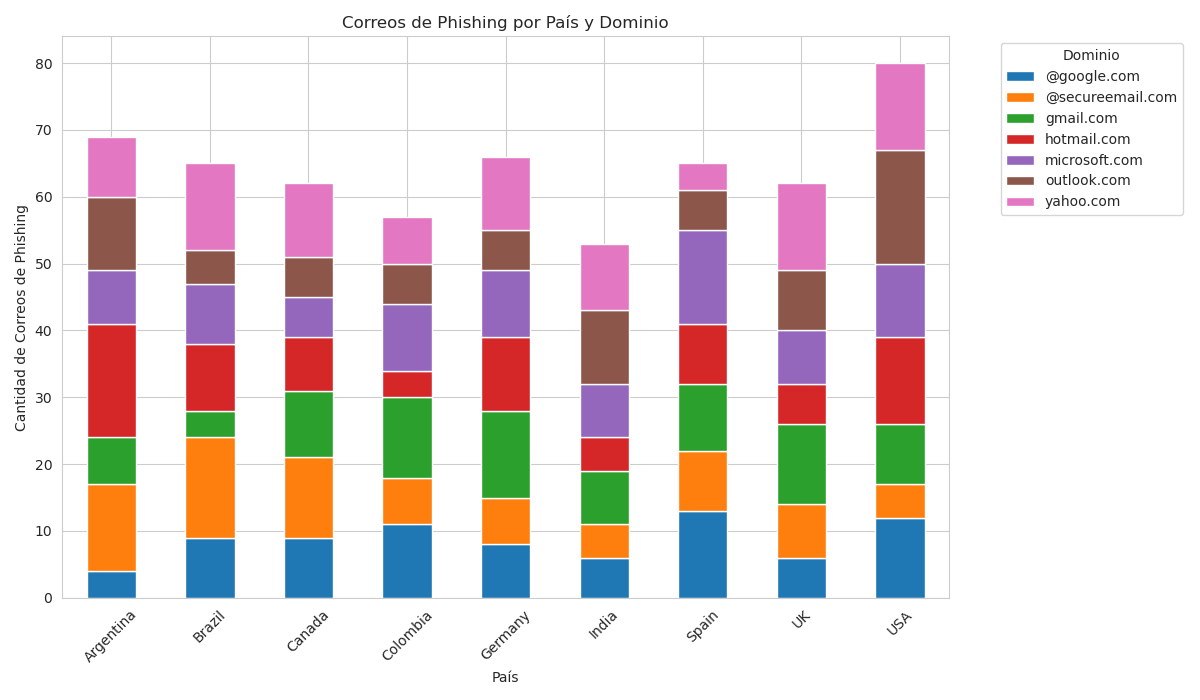 Correos de Phishing por País y Dominio
Cantidad de Correos de Phishing
80
70
60
50
40
30
20
10
0
Argentina
Brazil
Canada
Colombia
Germany
India
Spain
UK
USA
País
Dominio
@google.com
@secureemail.com
gmail.com
hotmail.com
microsoft.com
outlook.com
yahoo.com